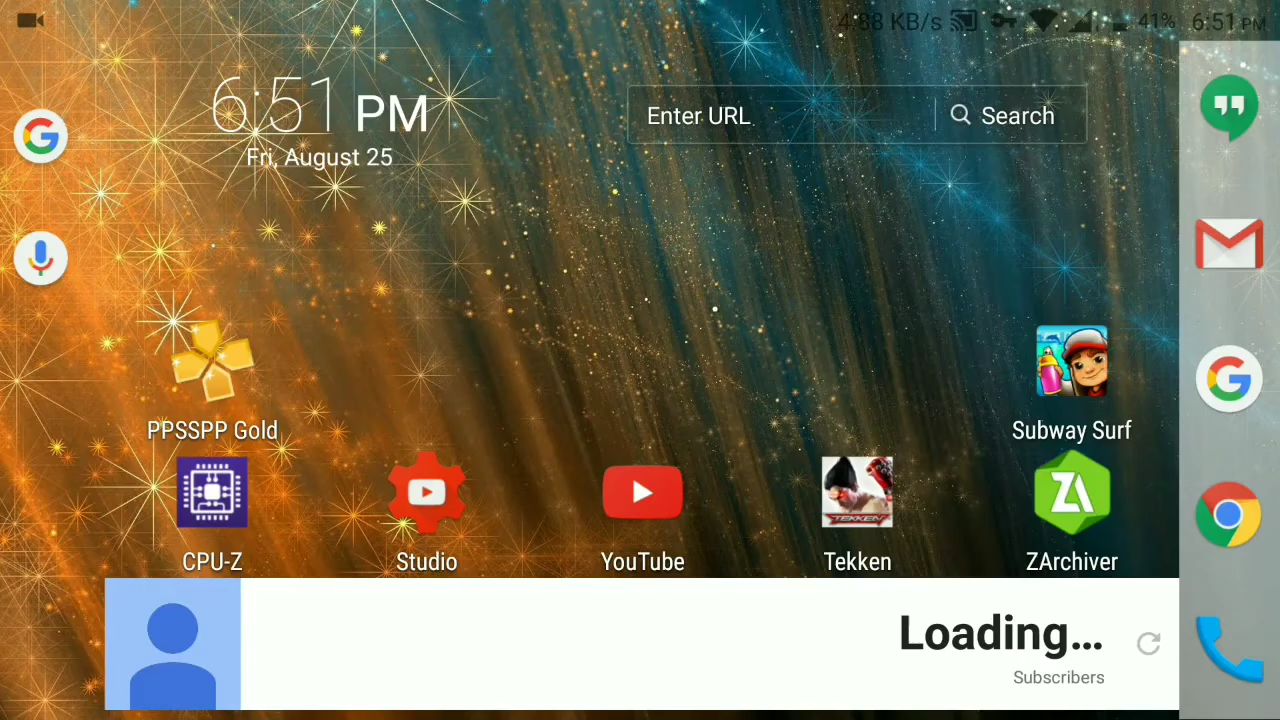 4.88 KB/s 41% 6:51 PM
6:51 PM
Fri, August 25
Enter URL
Search
PPSSPP Gold
Subway Surf
TEKKEN
CPU-Z
Studio
YouTube
Tekken
ZArchiver
Loading...
Subscribers